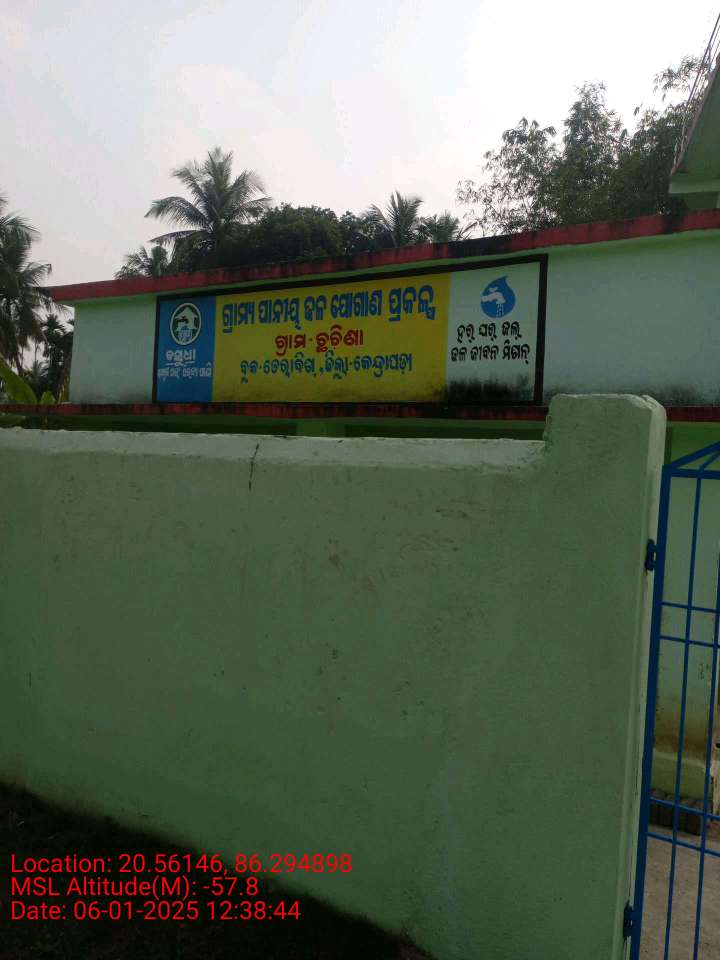 ଗ୍ରାମ୍ୟ ପାନୀୟ ଜଳ ଯୋଗାଣ ପ୍ରକଳ୍ପ
ଗ୍ରାମ-ଛଚିଣା
ବ୍ଲକ-ଡେରାବିଶ୍, ଜିଲ୍ଲା-କେନ୍ଦ୍ରାପଡ଼ା
ବସୁଧା
ହର୍ ଘର୍ ଜଲ୍
ଜଳ ଜୀବନ ମିଶନ୍
Location: 20.56146, 86.294898
MSL Altitude(M): -57.8
Date: 06-01-2025 12:38:44